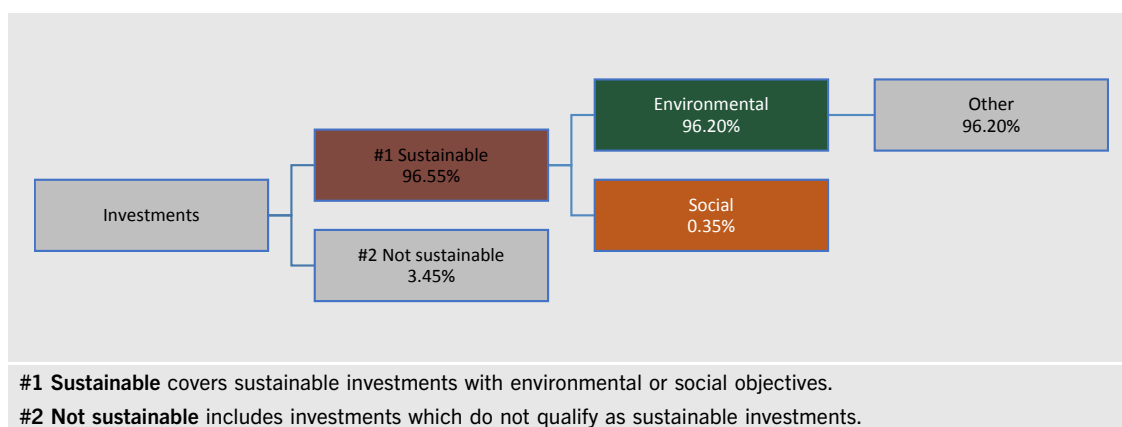 Environmental
96.20%
Other
96.20%
#1 Sustainable
96.55%
Investments
Social
0.35%
#2 Not sustainable
3.45%
#1 Sustainable covers sustainable investments with environmental or social objectives.
#2 Not sustainable includes investments which do not qualify as sustainable investments.